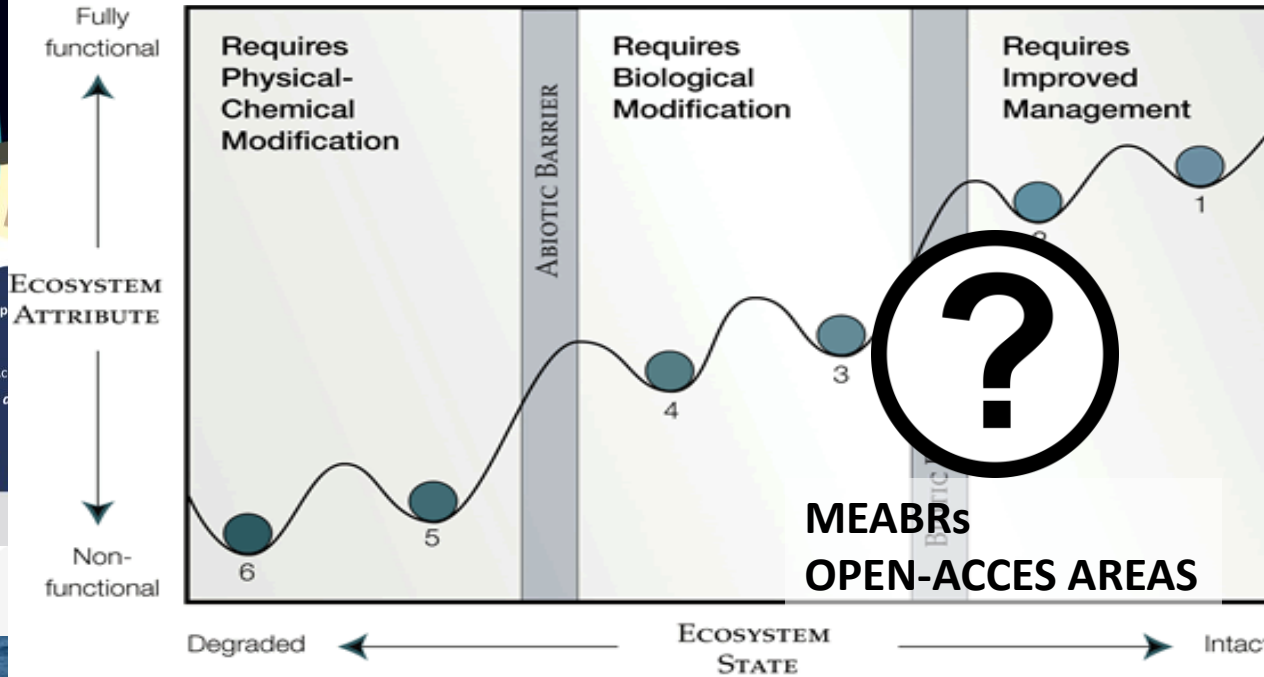 Fully
functional
ECOSYSTEM
ATTRIBUTE
Non-
functional
Requires
Physical-
Chemical
Modification
ABIOTIC BARRIER
Requires
Biological
Modification
Requires
Improved
Management
1
3
4
5
6
?
MEABRs
OPEN-ACCES AREAS
Degraded
ECOSYSTEM
STATE